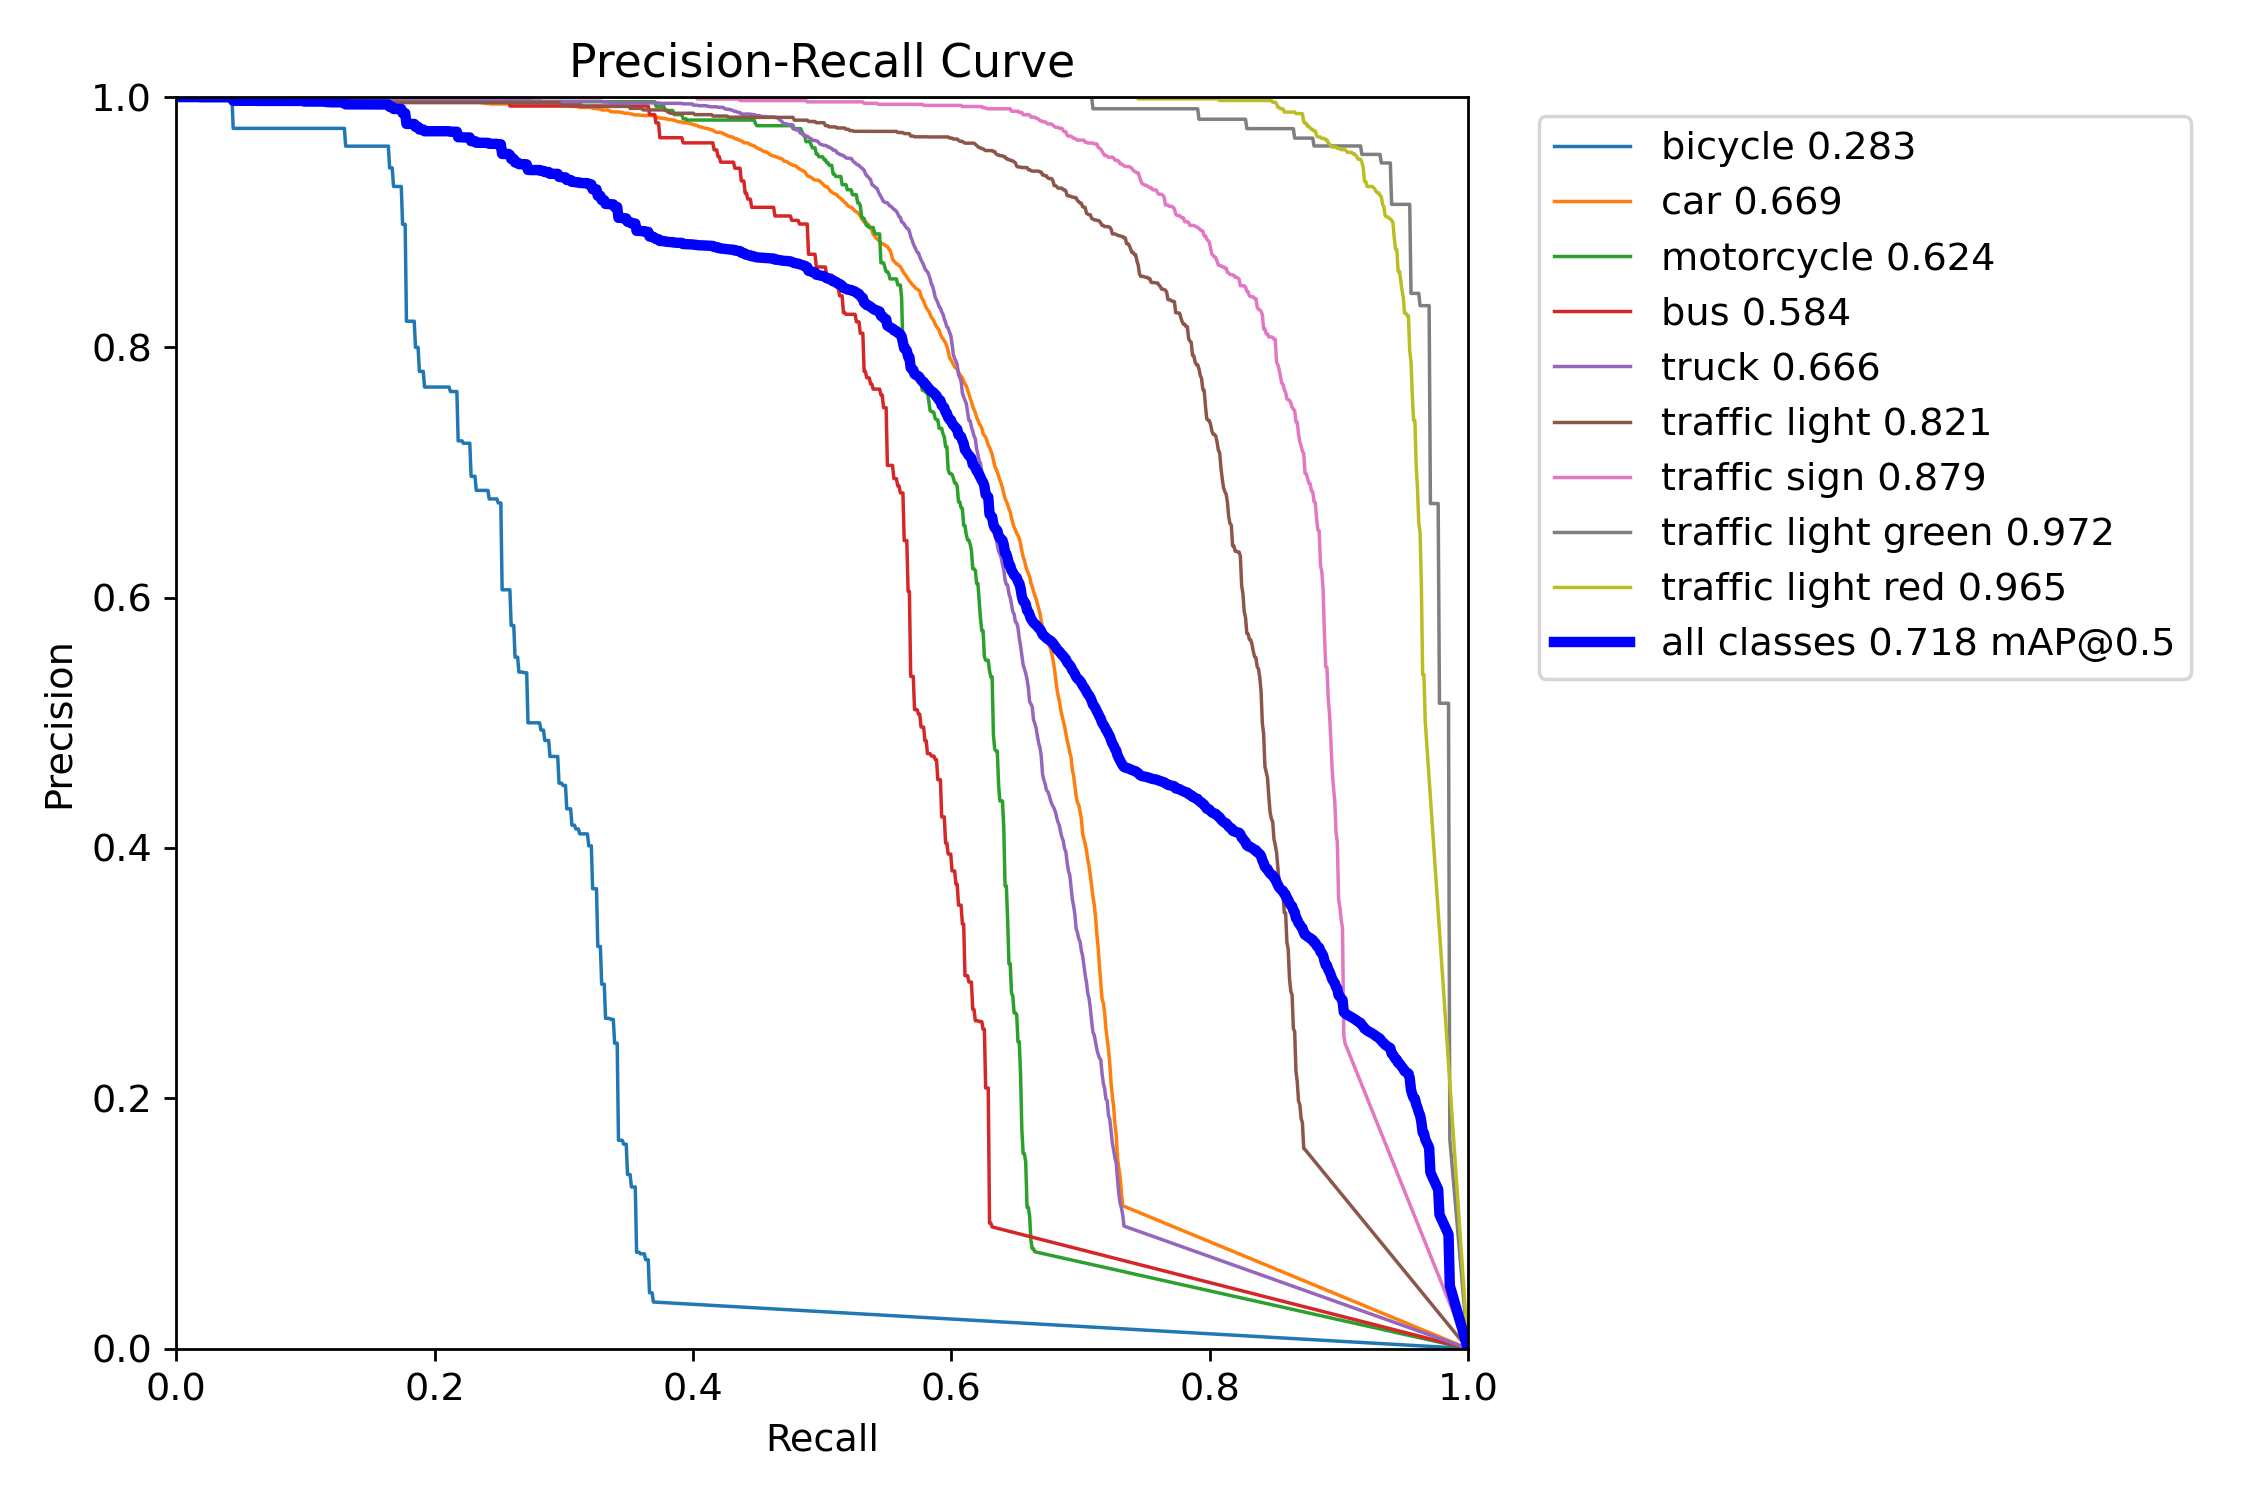 Precision-Recall Curve
1.0
0.8
0.6
0.4
0.2
0.0
Precision
0.0 0.2 0.4 0.6 0.8 1.0
Recall
bicycle 0.283
car 0.669
motorcycle 0.624
bus 0.584
truck 0.666
traffic light 0.821
traffic sign 0.879
traffic light green 0.972
traffic light red 0.965
all classes 0.718 mAP@0.5